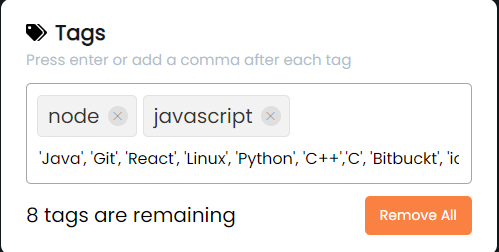 Tags
Press enter or add a comma after each tag
node
javascript
'Java', 'Git', 'React', 'Linux', 'Python', 'C++','C', 'Bitbuckt',
8 tags are remaining
Remove All